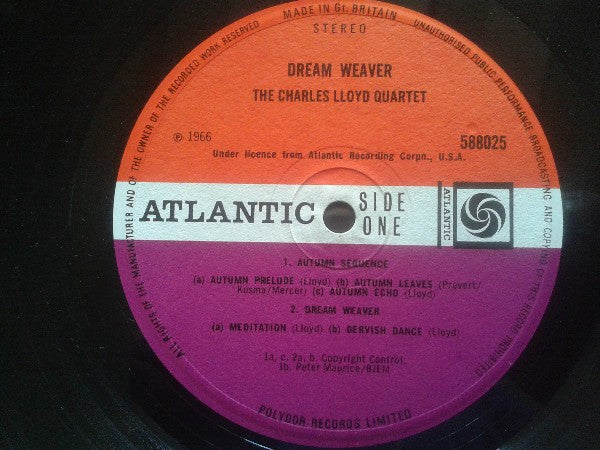 MADE IN Gt. BRITAIN
STEREO
DREAM WEAVER
THE CHARLES LLOYD QUARTET
℗ 1966
588025
Under licence from Atlantic Recording Corpn., U.S.A.
ATLANTIC
SIDE
ONE
ATLANTIC
1. AUTUMN SEQUENCE
(a) AUTUMN PRELUDE (Lloyd) (b) AUTUMN LEAVES (Prevert/
Kosma/Mercer) (c) AUTUMN ECHO (Lloyd)
2. DREAM WEAVER
(a) MEDITATION (Lloyd) (b) DERVISH DANCE (Lloyd)
1a, c. 2a, b. Copyright Control;
1b. Peter Maurice/BIEM
POLYDOR RECORDS LIMITED
ALL RIGHTS OF THE MANUFACTURER AND OF THE OWNER OF THE RECORDED WORK RESERVED
UNAUTHORISED PUBLIC PERFORMANCE BROADCASTING AND COPYING OF THIS RECORD PROHIBITED